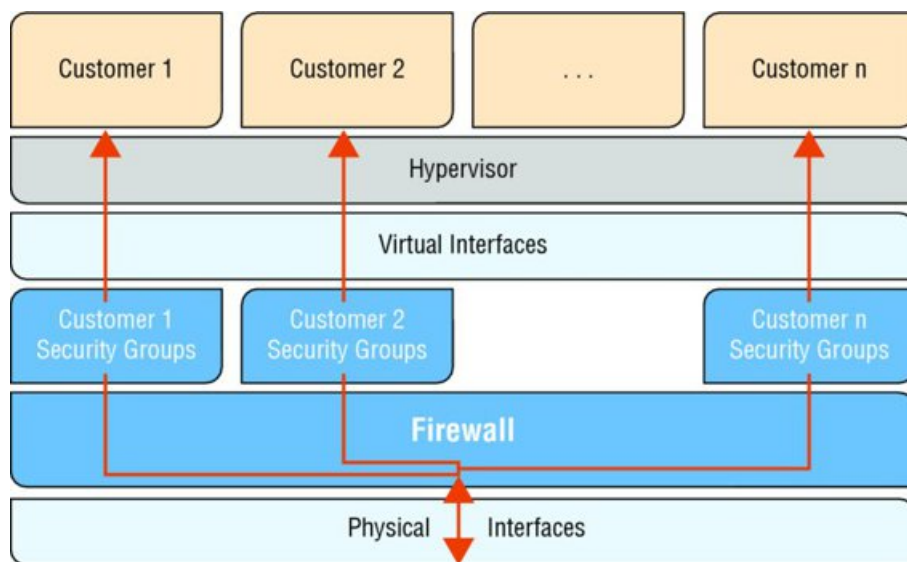 Customer 1
Customer 2
. . .
Customer n
Hypervisor
Virtual Interfaces
Customer 1
Security Groups
Customer 2
Security Groups
Customer n
Security Groups
Firewall
Physical Interfaces